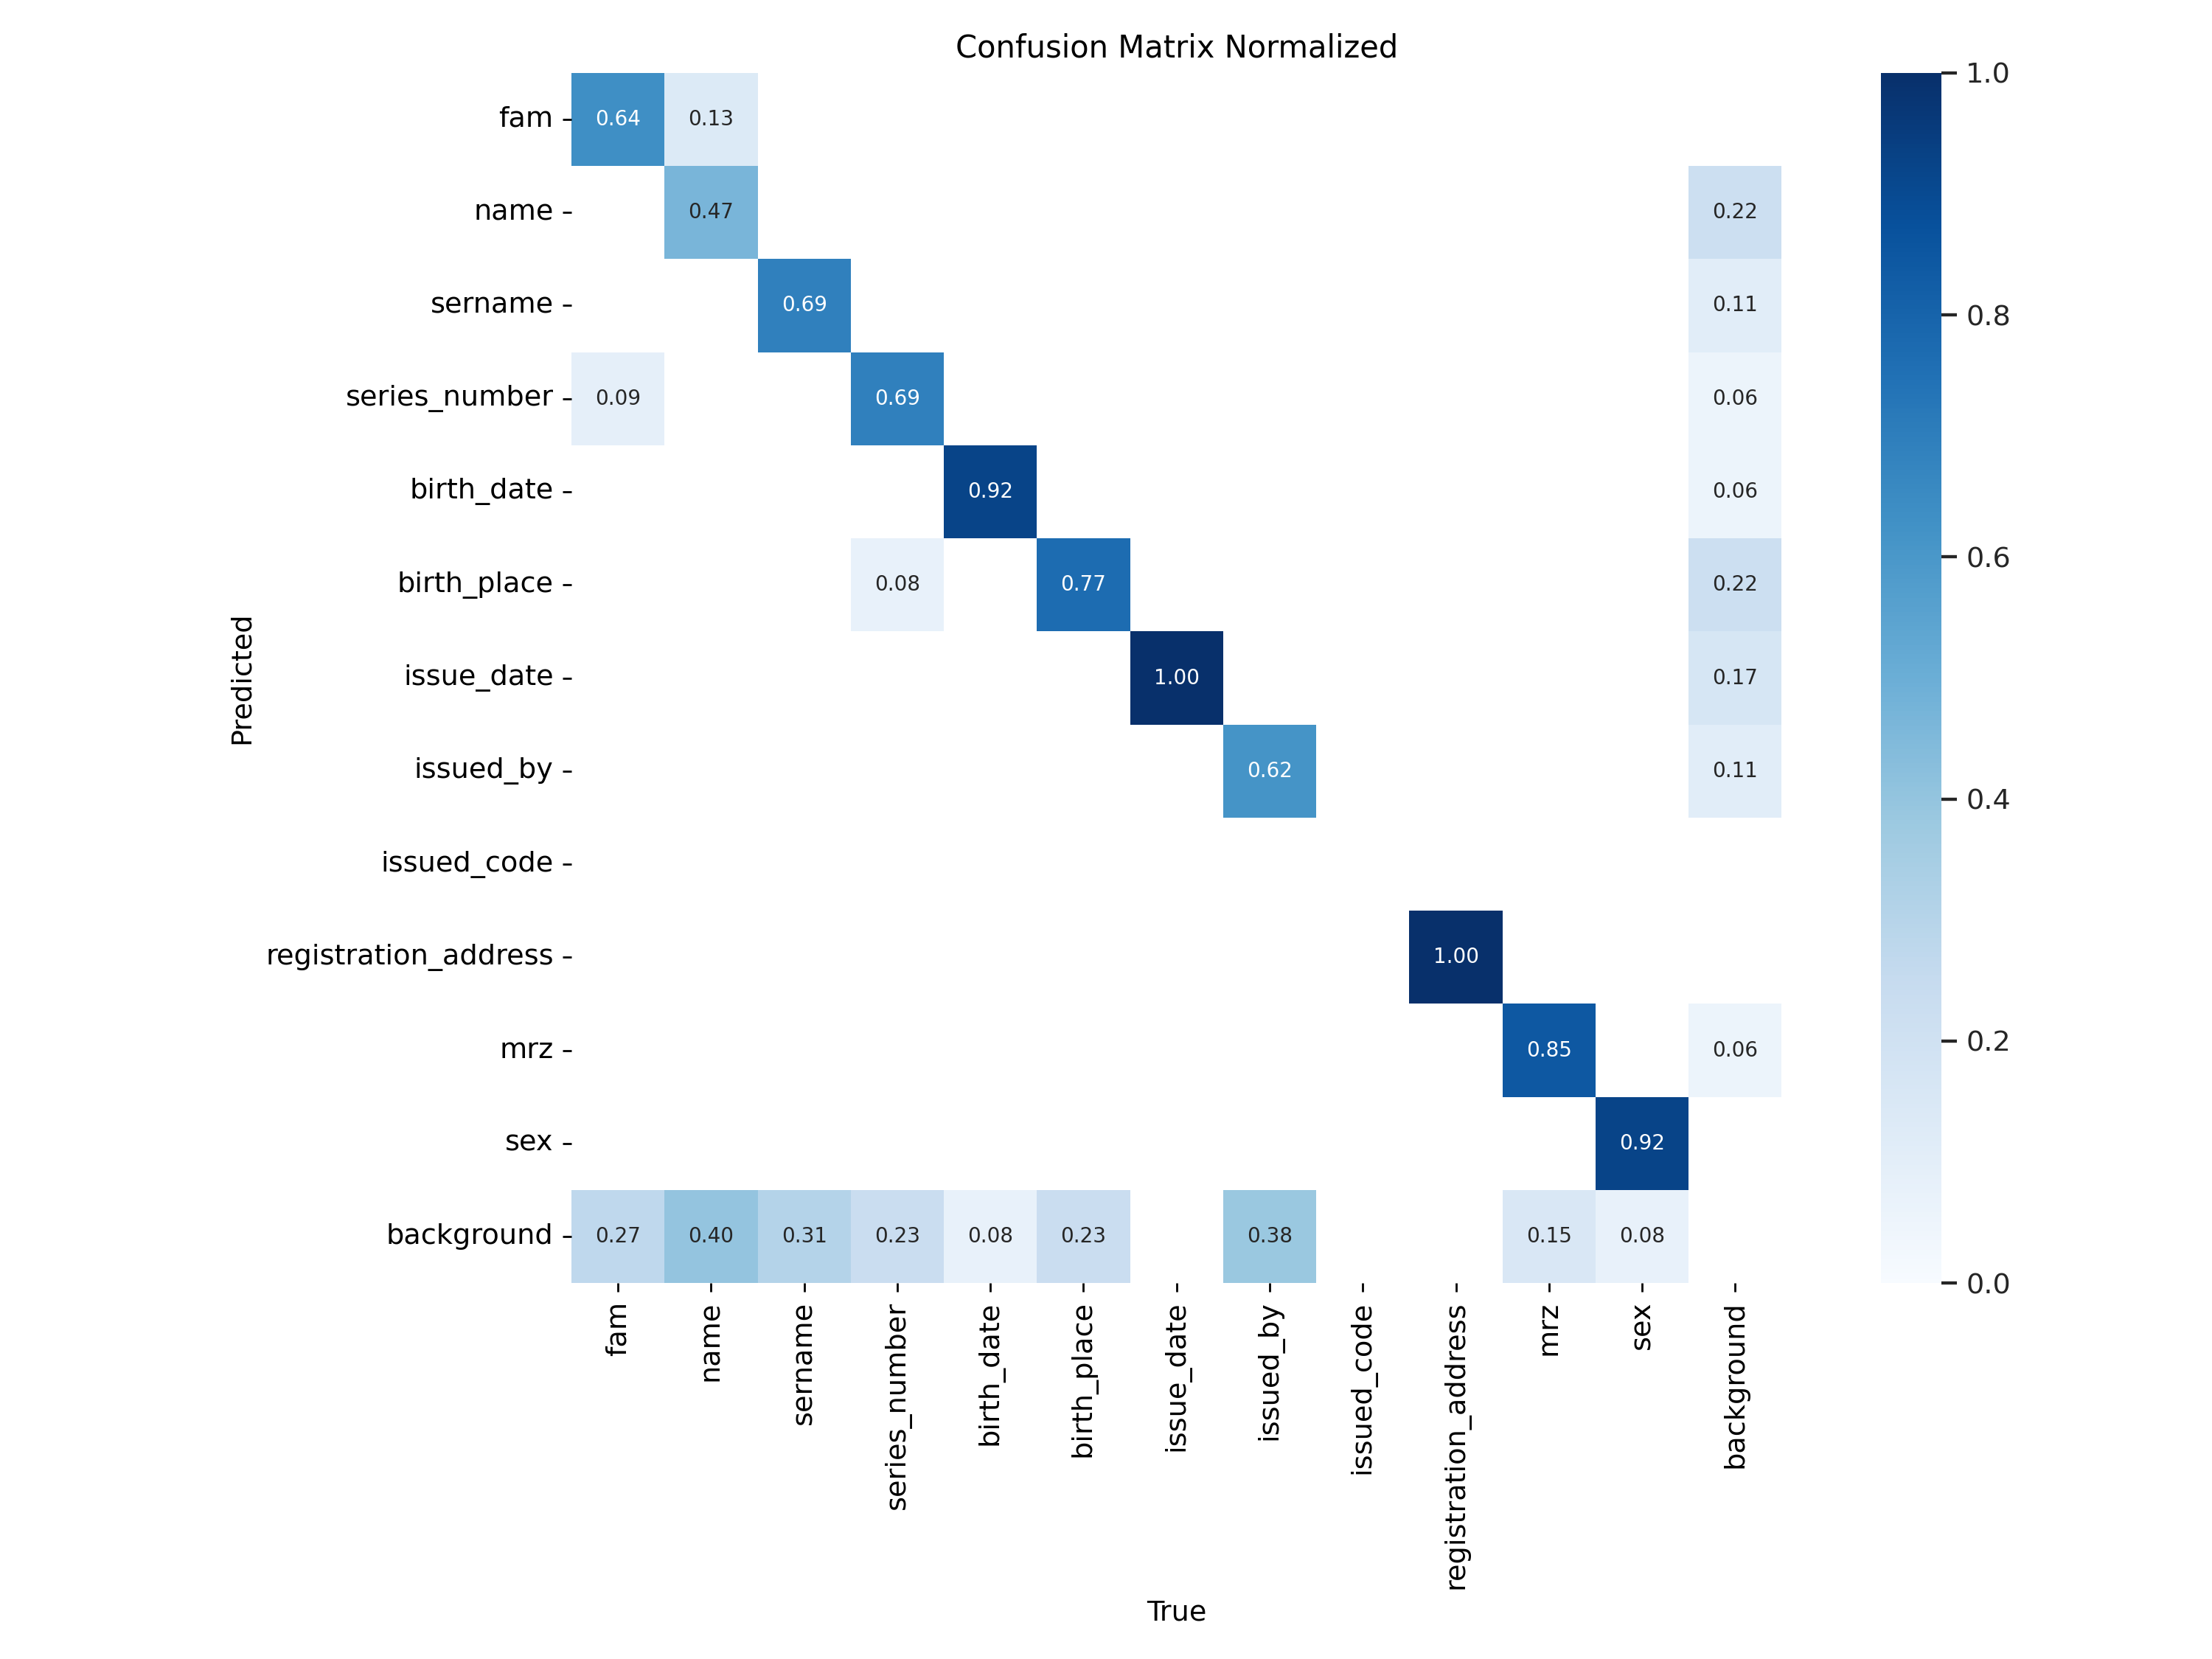 Confusion Matrix Normalized
fam 0.64 0.13
name 0.47 0.22
sername 0.69 0.11
series_number 0.09 0.69 0.06
birth_date 0.92 0.06
birth_place 0.08 0.77 0.22
issue_date 1.00 0.17
issued_by 0.62 0.11
issued_code
registration_address 1.00
mrz 0.85 0.06
sex 0.92
background 0.27 0.40 0.31 0.23 0.08 0.23 0.38 0.15 0.08
Predicted
fam
name
sername
series_number
birth_date
birth_place
issue_date
issued_by
issued_code
registration_address
mrz
sex
background
True
1.0
0.8
0.6
0.4
0.2
0.0